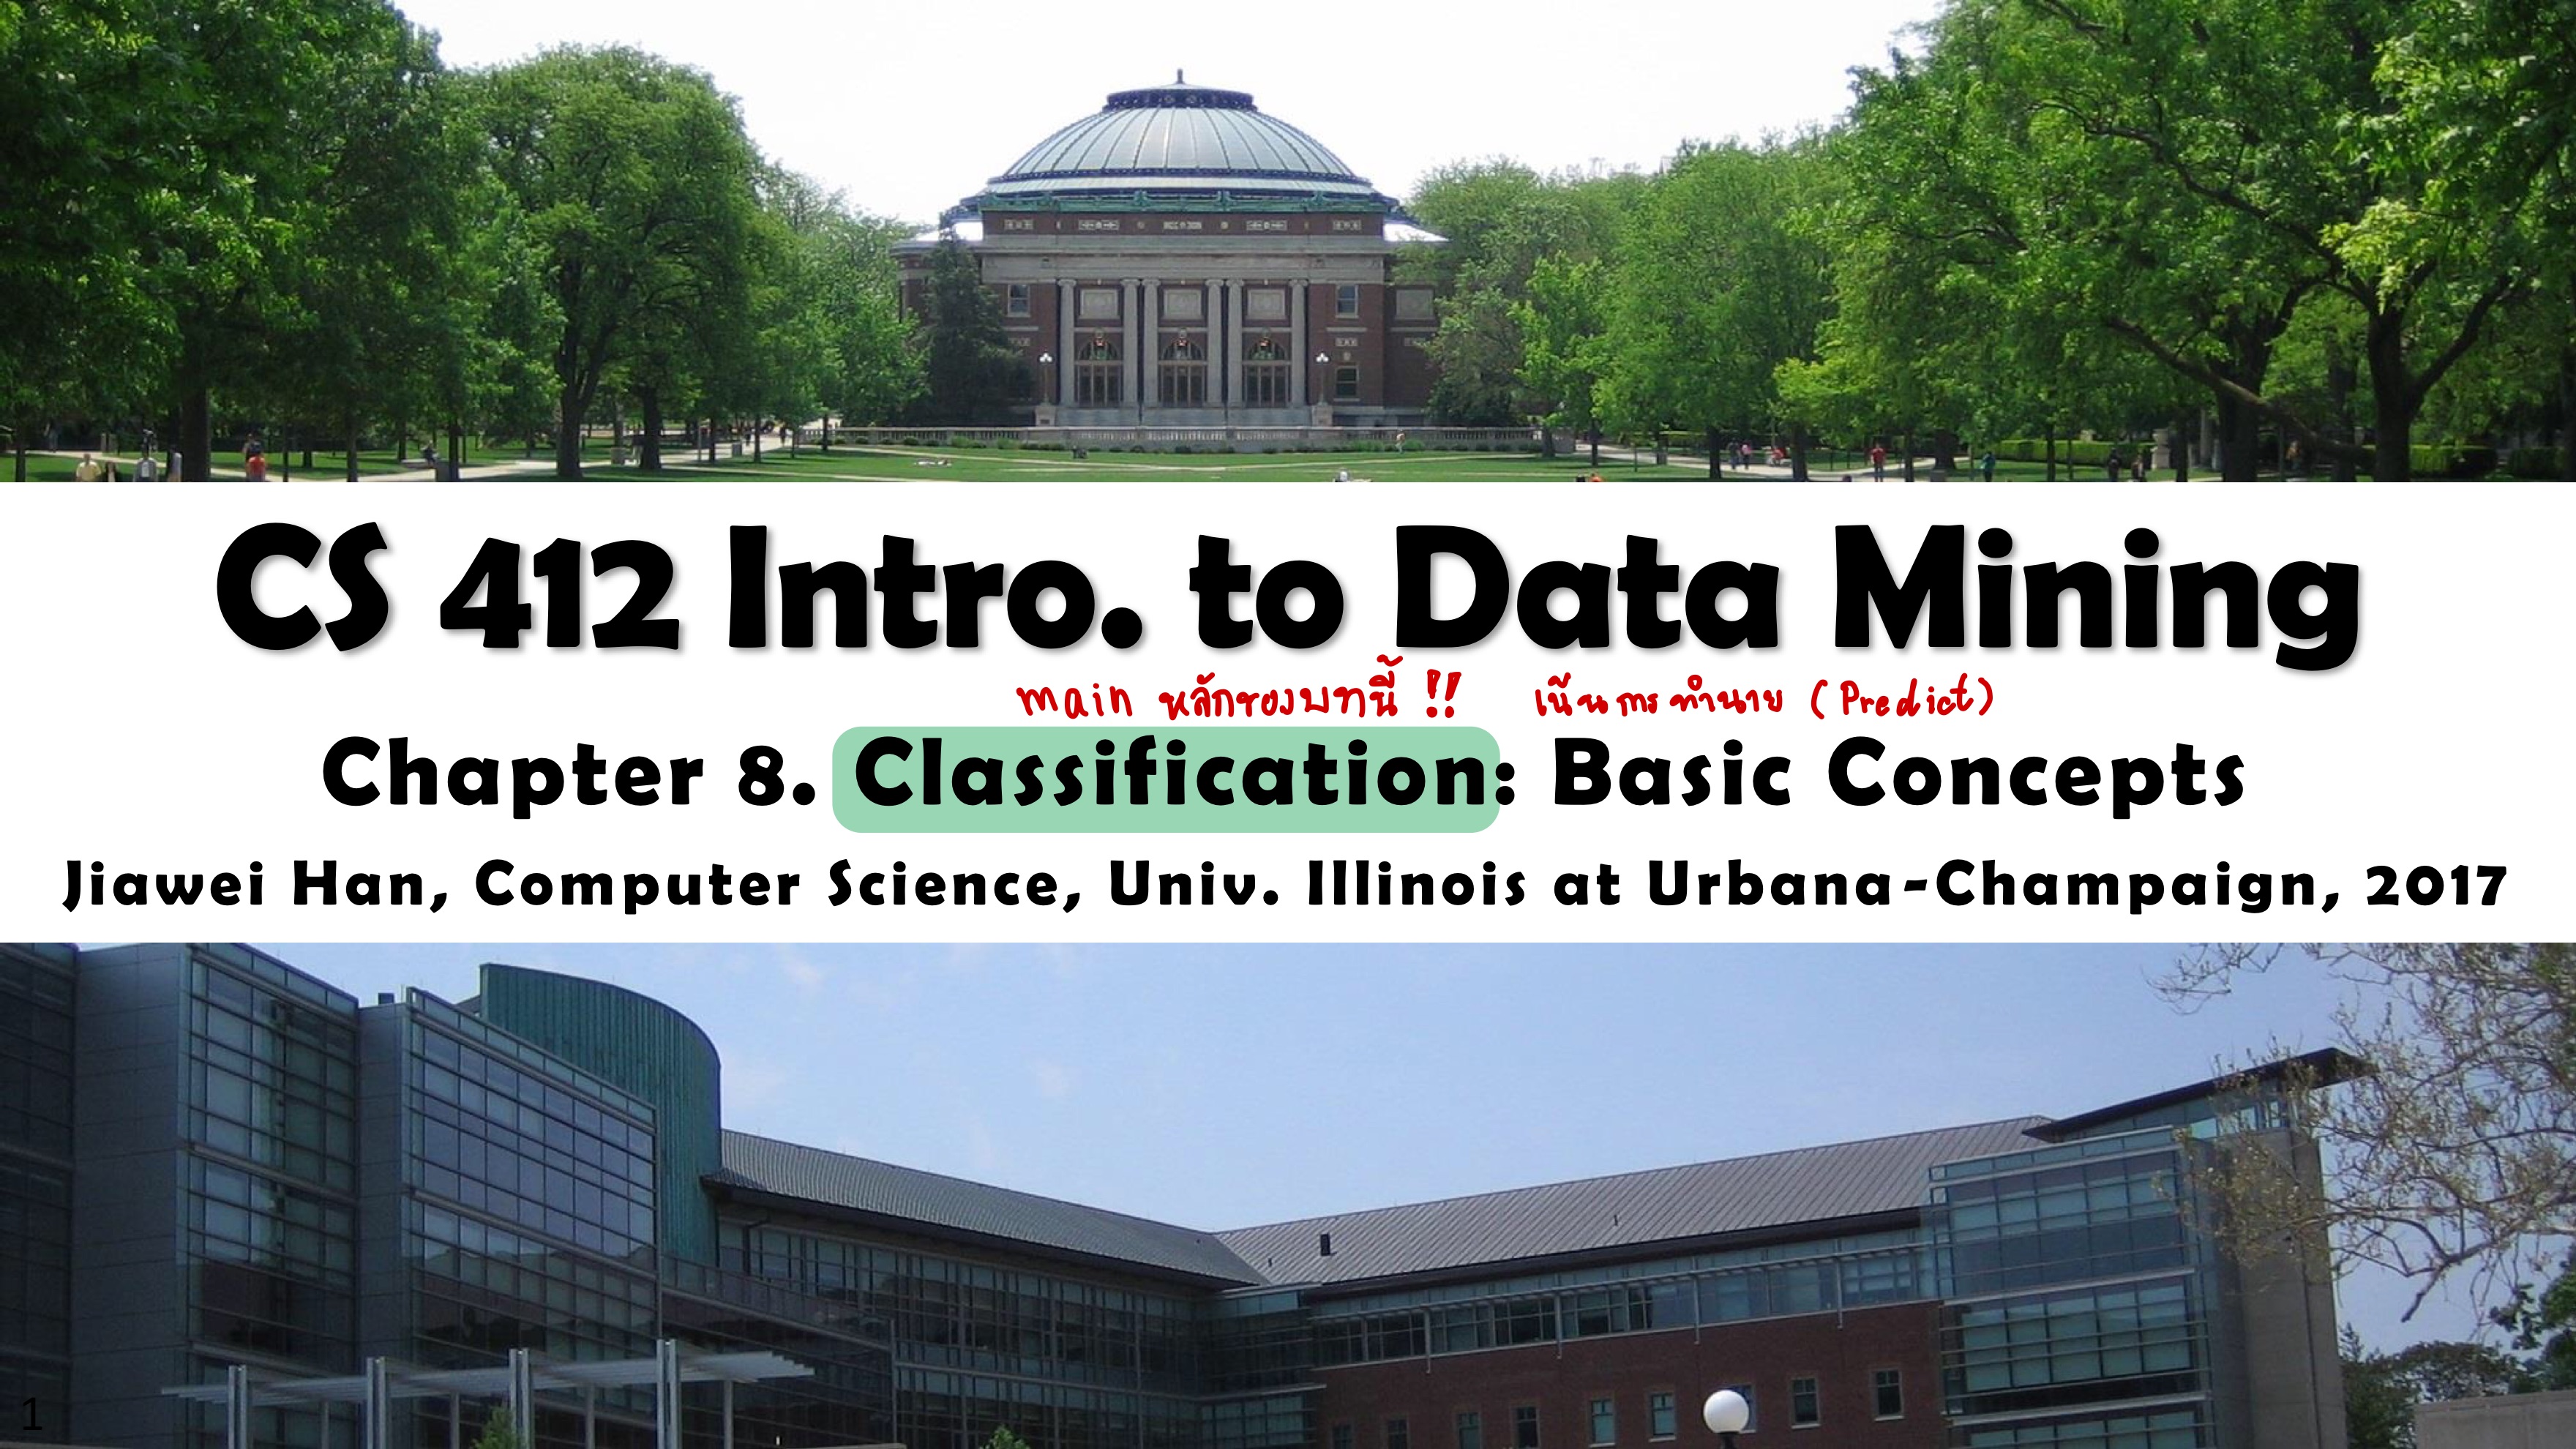 CS 412 Intro. to Data Mining
main หลักของบทนี้ !! เน้นการทำนาย (Predict)
Chapter 8. Classification: Basic Concepts
Jiawei Han, Computer Science, Univ. Illinois at Urbana-Champaign, 2017
1